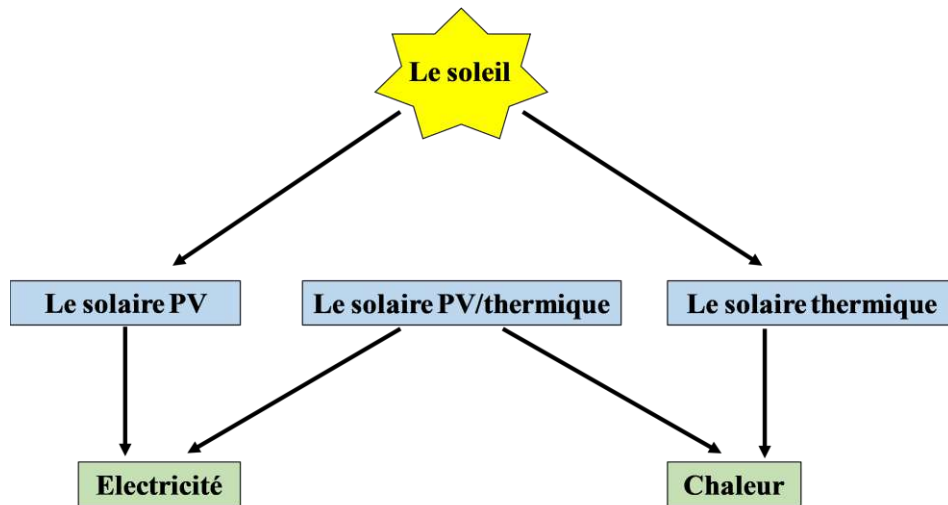 Le soleil
Le solaire PV
Le solaire PV/thermique
Le solaire thermique
Electricité
Chaleur